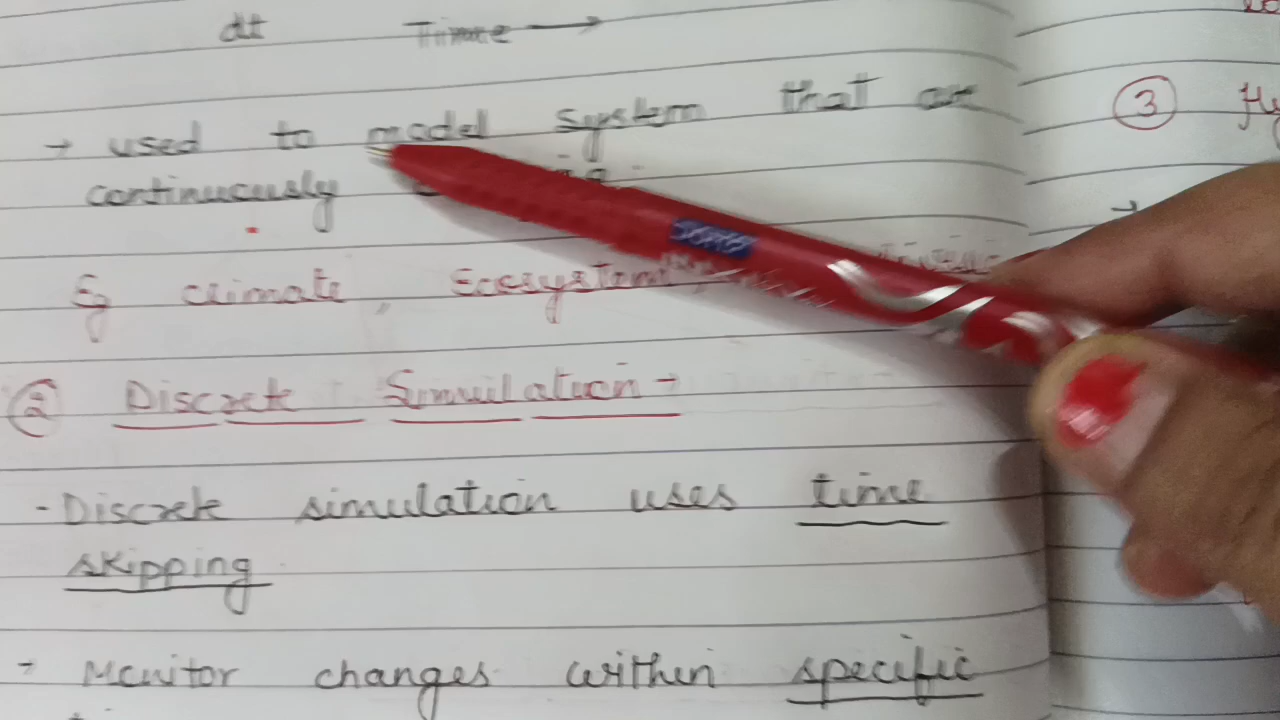 dt Time →
→ used to model system that are
continuously
Eg climate, Ecosystem,
② Discrete Simulation →
- Discrete simulation uses time
skipping
- Monitor changes within specific
③
→